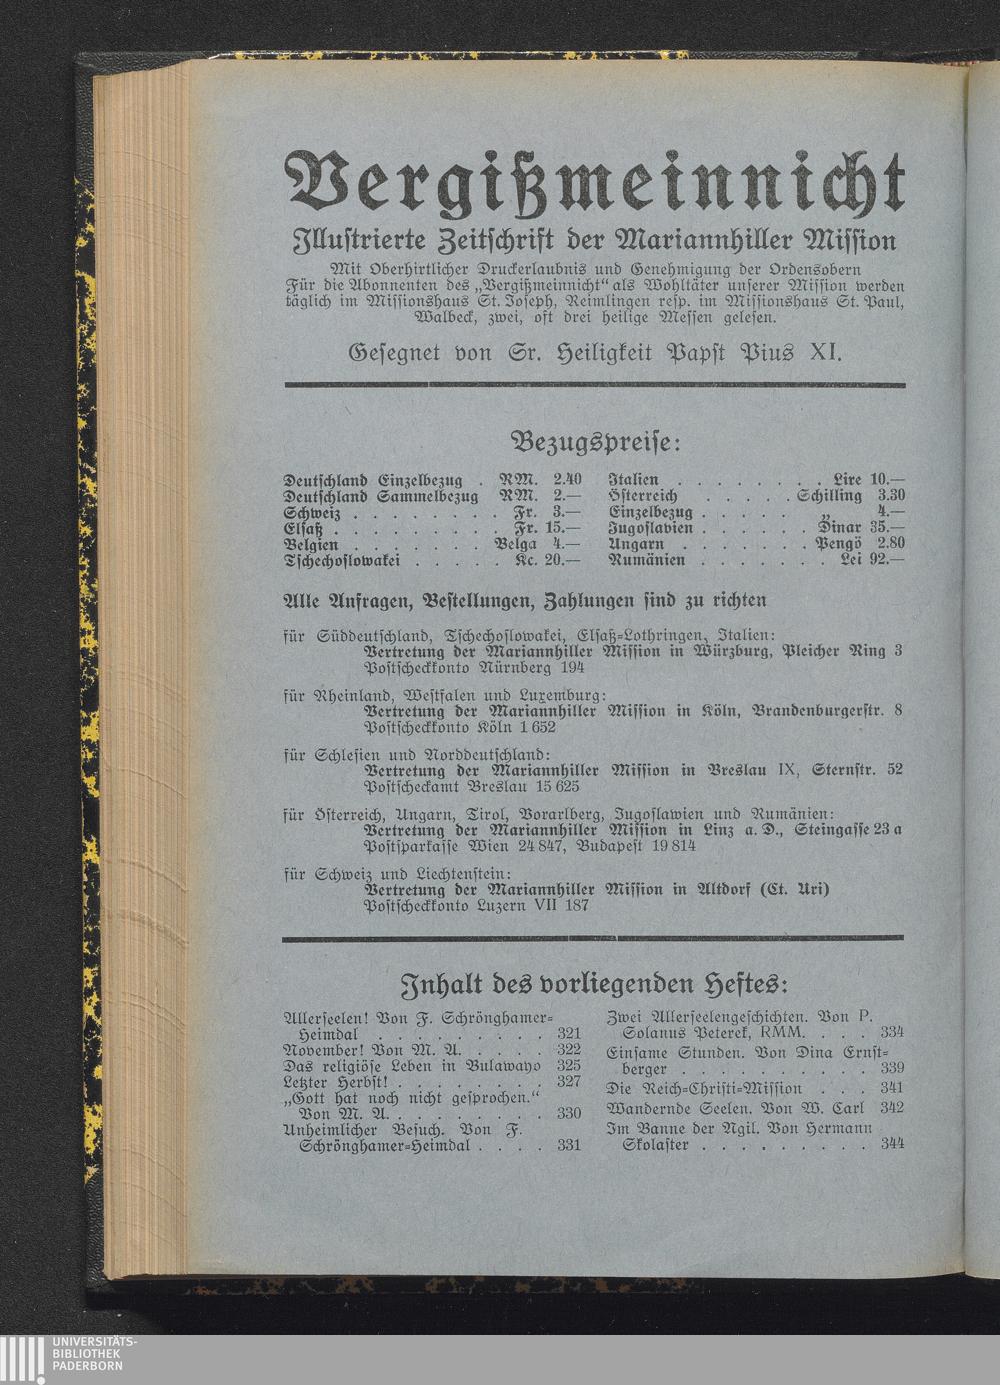 Vergißmeinnicht
Illustrierte Zeitschrift der Mariannhiller Mission
Mit Oberhirtlicher Druckerlaubnis und Genehmigung der Ordensobern
Für die Abonnenten des „Vergißmeinnicht“ als Wohltäter unserer Mission werden
täglich im Missionshaus St. Joseph, Reimlingen resp. im Missionshaus St. Paul,
Walbeck, zwei, oft drei heilige Messen gelesen.
Gesegnet von Sr. Heiligkeit Papst Pius XI.
Bezugspreise:
Deutschland Einzelbezug . RM. 2.40
Deutschland Sammelbezug RM. 2.—
Schweiz . . . . . . . . Fr. 3.—
Elsaß . . . . . . . . . Fr. 15.—
Belgien . . . . . . . Belga 4.—
Tschechoslowakei . . . . . Kc. 20.—
Italien . . . . . . . . Lire 10.—
Österreich . . . . . Schilling 3.30
Einzelbezug . . . . . „ 4.—
Jugoslavien . . . . . . Dinar 35.—
Ungarn . . . . . . . Pengö 2.80
Rumänien . . . . . . . Lei 92.—
Alle Anfragen, Bestellungen, Zahlungen sind zu richten
für Süddeutschland, Tschechoslowakei, Elsaß-Lothringen, Italien:
Vertretung der Mariannhiller Mission in Würzburg, Pleicher Ring 3
Postscheckkonto Nürnberg 194
für Rheinland, Westfalen und Luxemburg:
Vertretung der Mariannhiller Mission in Köln, Brandenburgerstr. 8
Postscheckkonto Köln 1 652
für Schlesien und Norddeutschland:
Vertretung der Mariannhiller Mission in Breslau IX, Sternstr. 52
Postscheckamt Breslau 15 625
für Österreich, Ungarn, Tirol, Vorarlberg, Jugoslawien und Rumänien:
Vertretung der Mariannhiller Mission in Linz a. D., Steingasse 23 a
Postsparkasse Wien 24 847, Budapest 19 814
für Schweiz und Liechtenstein:
Vertretung der Mariannhiller Mission in Altdorf (Ct. Uri)
Postscheckkonto Luzern VII 187
Inhalt des vorliegenden Heftes:
Allerseelen! Von F. Schrönghamer-
Heimdal . . . . . . . . . 321
November! Von M. A. . . . . 322
Das religiöse Leben in Bulawayo 325
Letzter Herbst! . . . . . . . . 327
„Gott hat noch nicht gesprochen.“
Von M. A. . . . . . . . . 330
Unheimlicher Besuch. Von F.
Schrönghamer-Heimdal . . . . 331
Zwei Allerseelengeschichten. Von P.
Solanus Peterek, RMM. . . . 334
Einsame Stunden. Von Dina Ernst-
berger . . . . . . . . . . 339
Die Reich-Christi-Mission . . . 341
Wandernde Seelen. Von W. Carl 342
Im Banne der Ngil. Von Hermann
Skolaster . . . . . . . . . 344
UNIVERSITÄTS-
BIBLIOTHEK
PADERBORN